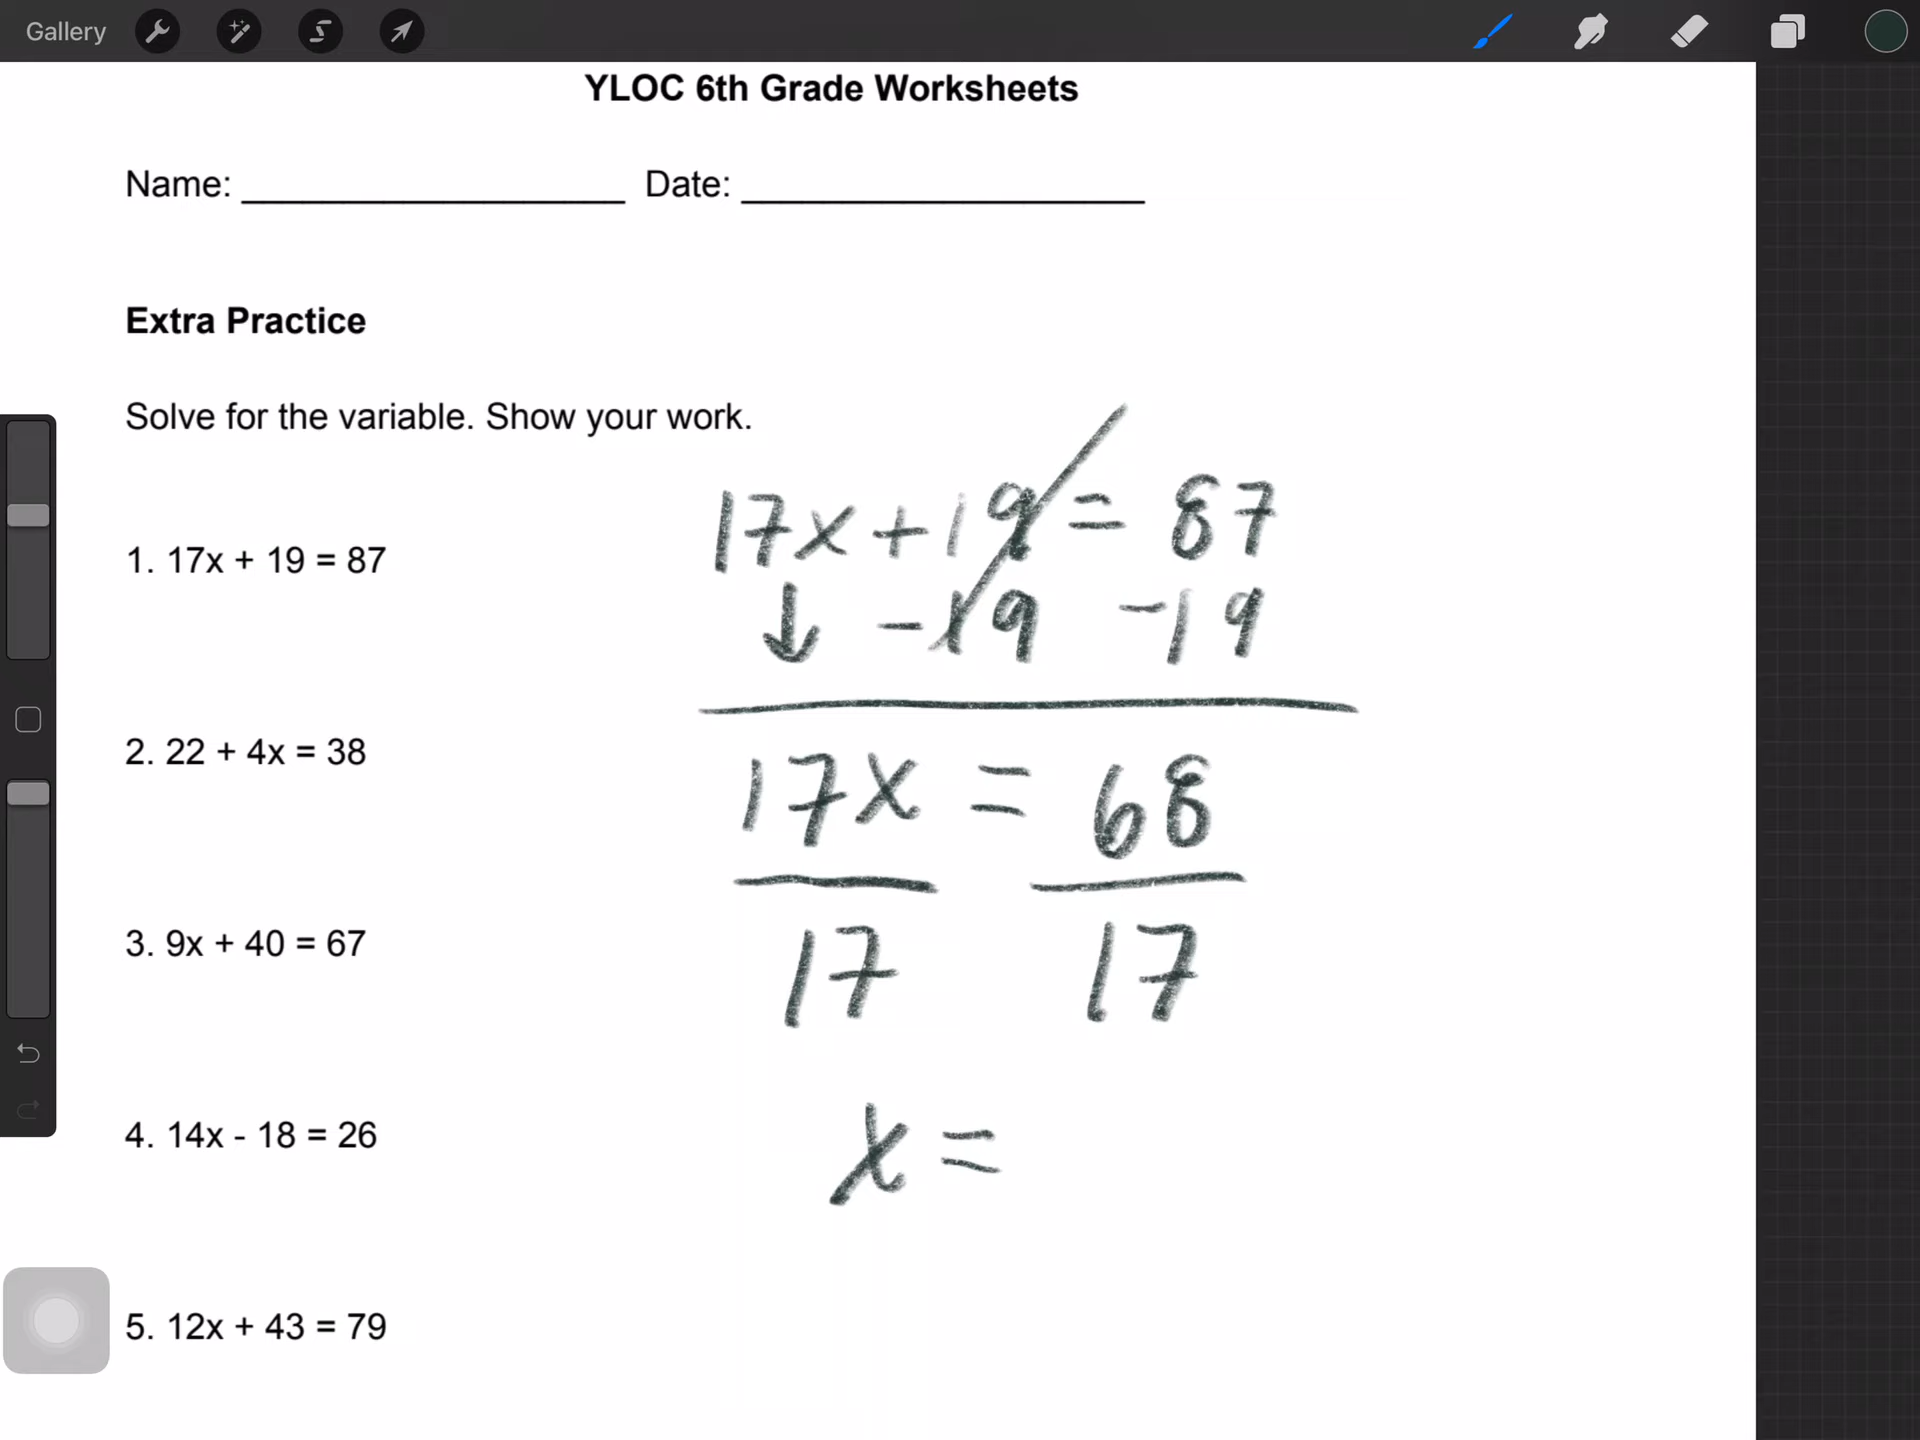 Gallery
YLOC 6th Grade Worksheets
Name: ____________________ Date: ____________________
Extra Practice
Solve for the variable. Show your work.
1. 17x + 19 = 87
2. 22 + 4x = 38
3. 9x + 40 = 67
4. 14x - 18 = 26
5. 12x + 43 = 79
17x + 19 = 87
↓ -19 -19
17x = 68
17 17
x =